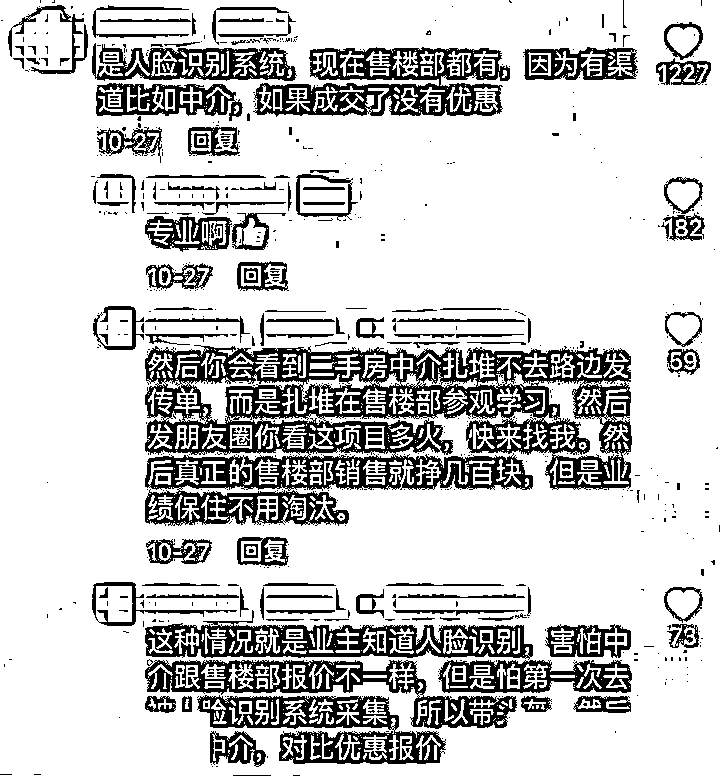 是人脸识别系统，现在售楼部都有，因为有渠
道比如中介，如果成交了没有优惠
1227
10-27 回复
专业啊👍
182
10-27 回复
然后你会看到二手房中介扎堆不去路边发
传单，而是扎堆在售楼部参观学习，然后
发朋友圈你看这项目多火，快来找我。然
后真正的售楼部销售就挣几百块，但是业
绩保住不用淘汰。
59
10-27 回复
这种情况就是业主知道人脸识别，害怕中
介跟售楼部报价不一样，但是怕第一次去
脸识别系统采集，所以带
中介，对比优惠报价
73